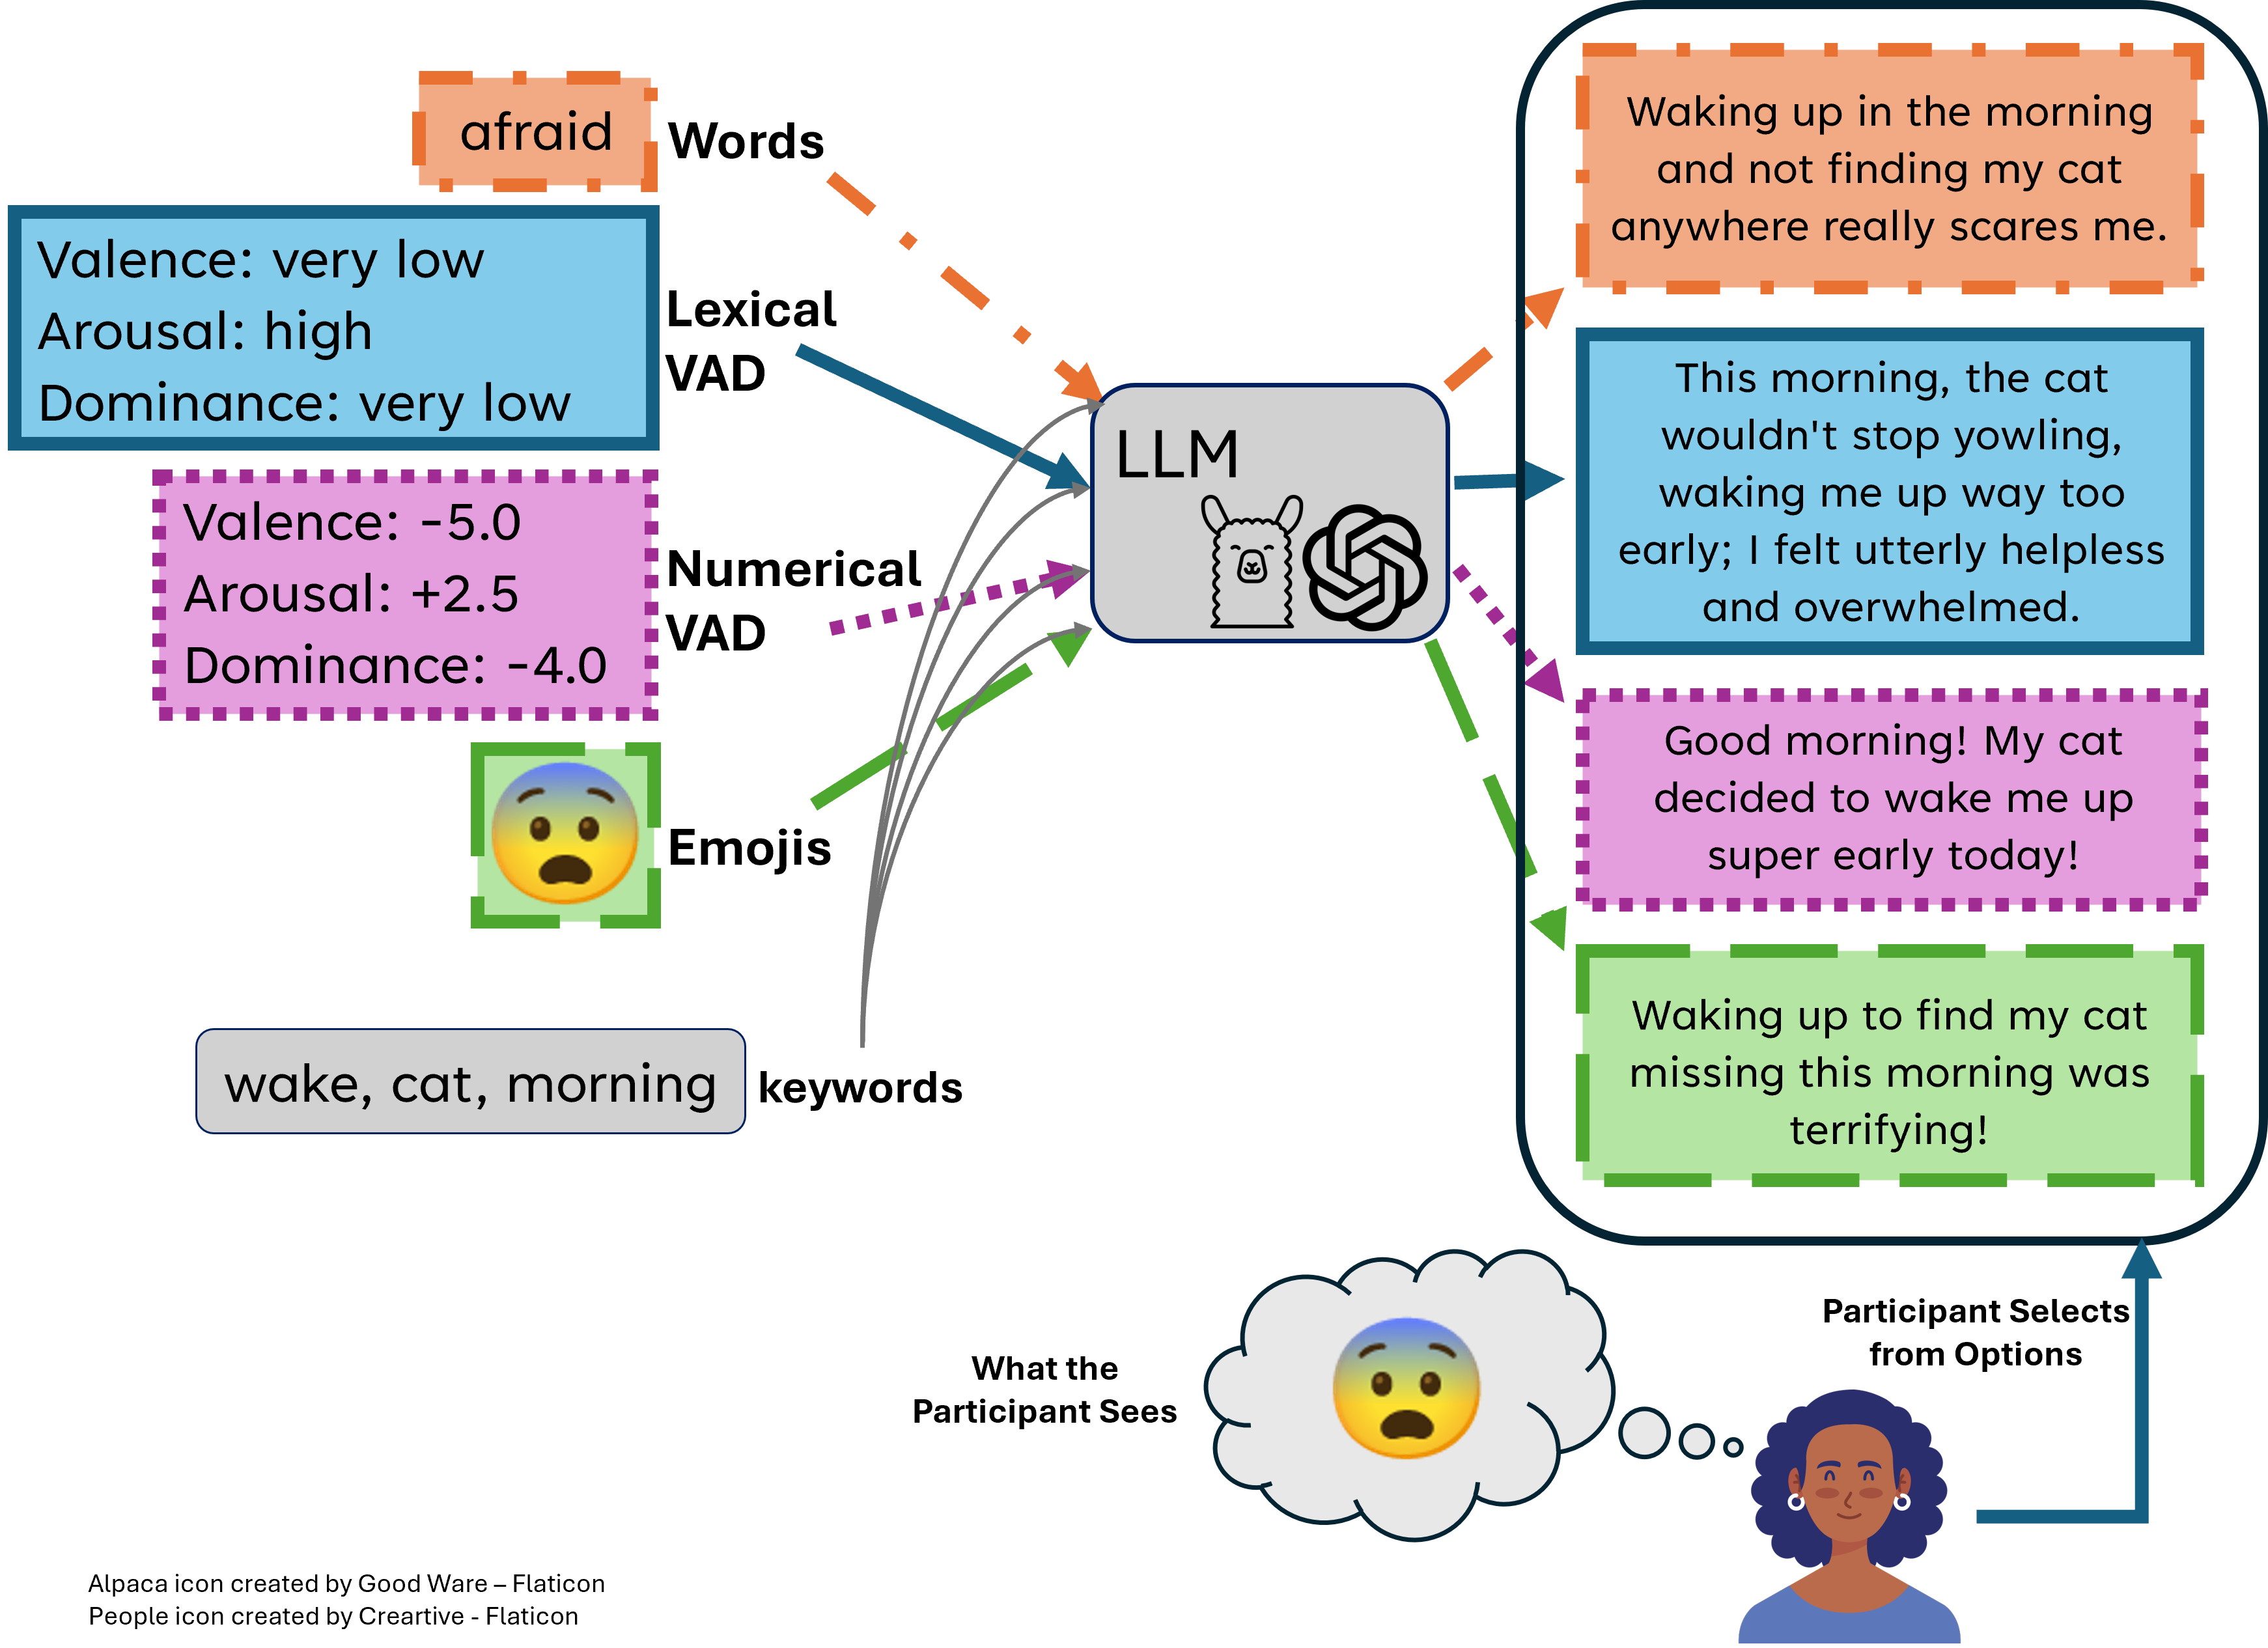 afraid
Words
Valence: very low
Arousal: high
Dominance: very low
Lexical
VAD
Valence: -5.0
Arousal: +2.5
Dominance: -4.0
Numerical
VAD
Emojis
wake, cat, morning
keywords
LLM
Waking up in the morning
and not finding my cat
anywhere really scares me.
This morning, the cat
wouldn't stop yowling,
waking me up way too
early; I felt utterly helpless
and overwhelmed.
Good morning! My cat
decided to wake me up
super early today!
Waking up to find my cat
missing this morning was
terrifying!
What the
Participant Sees
Participant Selects
from Options
Alpaca icon created by Good Ware – Flaticon
People icon created by Creartive - Flaticon